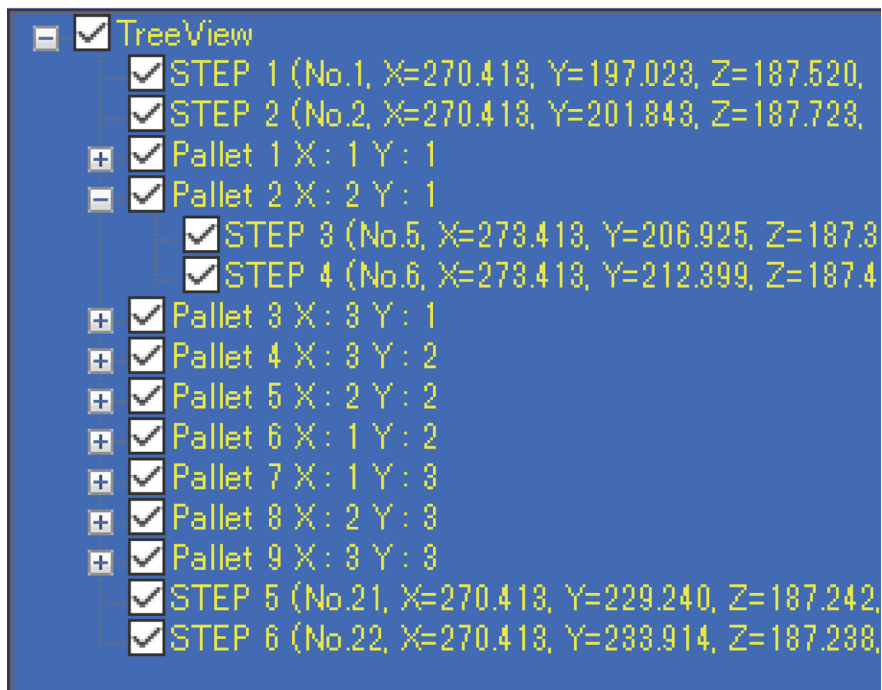 TreeView
STEP 1 (No.1, X=270.413, Y=197.023, Z=187.520,
STEP 2 (No.2, X=270.413, Y=201.843, Z=187.723,
Pallet 1 X : 1 Y : 1
Pallet 2 X : 2 Y : 1
STEP 3 (No.5, X=273.413, Y=206.925, Z=187.3
STEP 4 (No.6, X=273.413, Y=212.399, Z=187.4
Pallet 3 X : 3 Y : 1
Pallet 4 X : 3 Y : 2
Pallet 5 X : 2 Y : 2
Pallet 6 X : 1 Y : 2
Pallet 7 X : 1 Y : 3
Pallet 8 X : 2 Y : 3
Pallet 9 X : 3 Y : 3
STEP 5 (No.21, X=270.413, Y=229.240, Z=187.242,
STEP 6 (No.22, X=270.413, Y=233.914, Z=187.238,